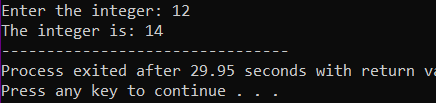 Enter the integer: 12
The integer is: 14
--------------------------------
Process exited after 29.95 seconds with return
Press any key to continue . . .